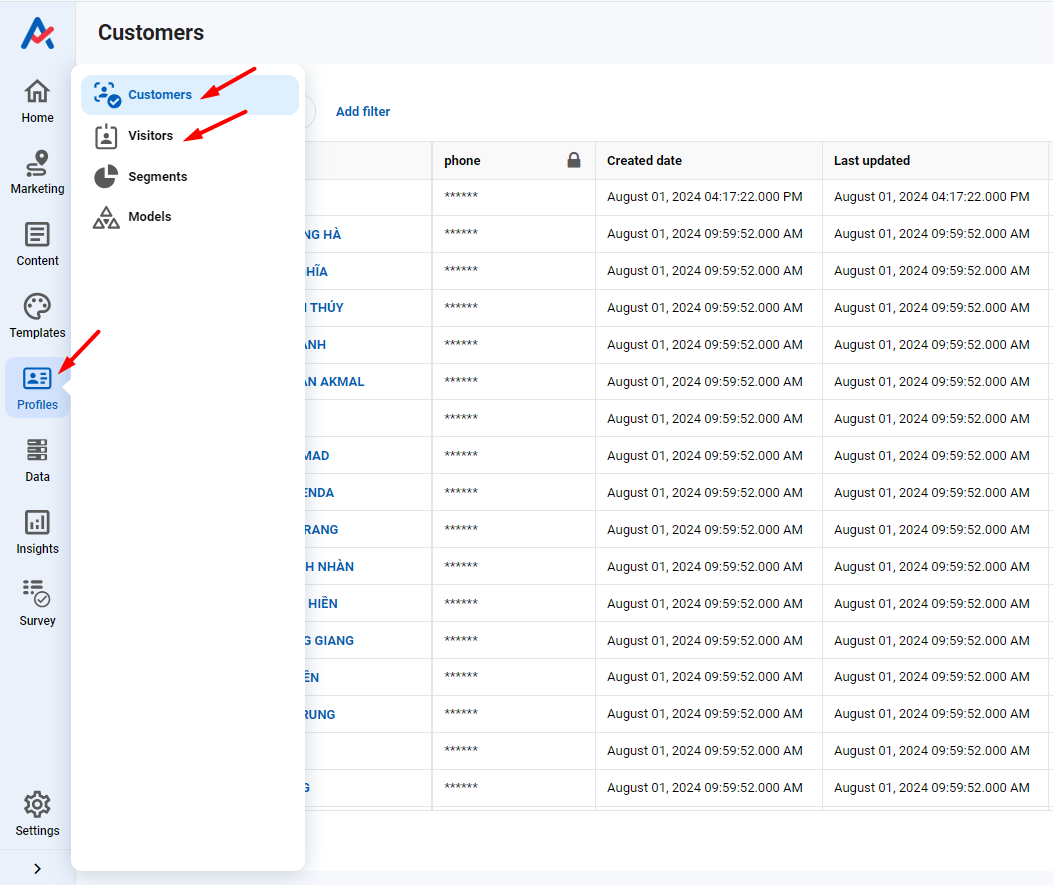 Customers
Home
Marketing
Content
Templates
Profiles
Data
Insights
Survey
Settings
Customers
Visitors
Segments
Models
Add filter
phone Created date Last updated
****** August 01, 2024 04:17:22.000 PM August 01, 2024 04:17:22.000 PM
NG HÀ ****** August 01, 2024 09:59:52.000 AM August 01, 2024 09:59:52.000 AM
HĨA ****** August 01, 2024 09:59:52.000 AM August 01, 2024 09:59:52.000 AM
THÚY ****** August 01, 2024 09:59:52.000 AM August 01, 2024 09:59:52.000 AM
ANH ****** August 01, 2024 09:59:52.000 AM August 01, 2024 09:59:52.000 AM
AN AKMAL ****** August 01, 2024 09:59:52.000 AM August 01, 2024 09:59:52.000 AM
****** August 01, 2024 09:59:52.000 AM August 01, 2024 09:59:52.000 AM
MAD ****** August 01, 2024 09:59:52.000 AM August 01, 2024 09:59:52.000 AM
ENDA ****** August 01, 2024 09:59:52.000 AM August 01, 2024 09:59:52.000 AM
RANG ****** August 01, 2024 09:59:52.000 AM August 01, 2024 09:59:52.000 AM
H NHÀN ****** August 01, 2024 09:59:52.000 AM August 01, 2024 09:59:52.000 AM
HIỀN ****** August 01, 2024 09:59:52.000 AM August 01, 2024 09:59:52.000 AM
G GIANG ****** August 01, 2024 09:59:52.000 AM August 01, 2024 09:59:52.000 AM
ÊN ****** August 01, 2024 09:59:52.000 AM August 01, 2024 09:59:52.000 AM
RUNG ****** August 01, 2024 09:59:52.000 AM August 01, 2024 09:59:52.000 AM
****** August 01, 2024 09:59:52.000 AM August 01, 2024 09:59:52.000 AM
G ****** August 01, 2024 09:59:52.000 AM August 01, 2024 09:59:52.000 AM